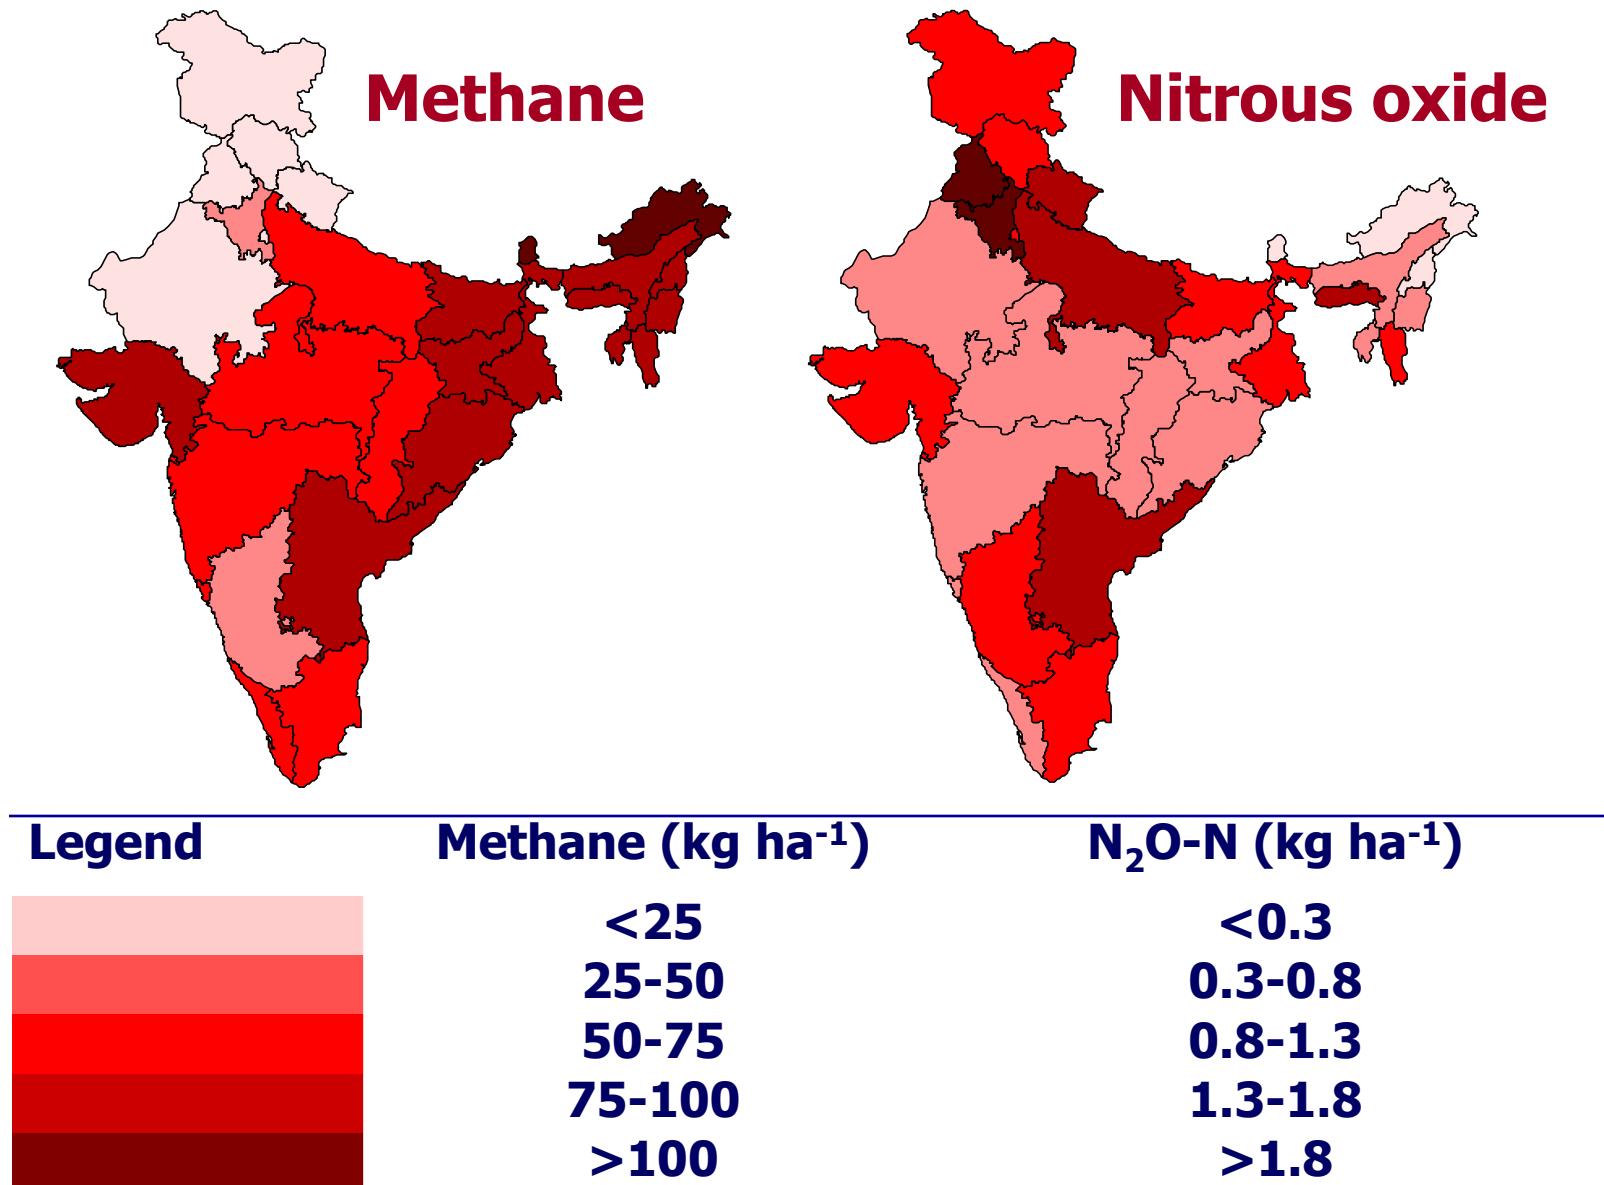 Methane
Nitrous oxide
Legend Methane (kg ha⁻¹) N₂O-N (kg ha⁻¹)
<25 <0.3
25-50 0.3-0.8
50-75 0.8-1.3
75-100 1.3-1.8
>100 >1.8